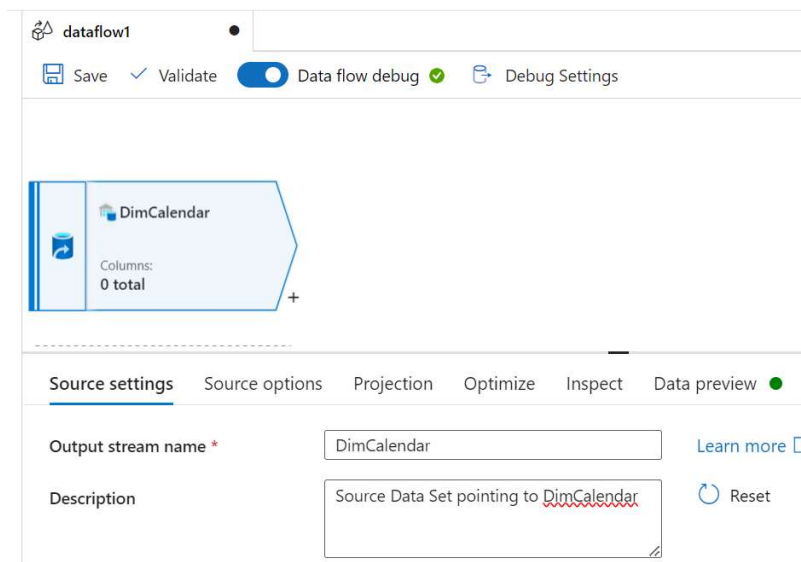 dataflow1
Save Validate Data flow debug Debug Settings
DimCalendar
Columns:
0 total
+
Source settings Source options Projection Optimize Inspect Data preview
Output stream name * DimCalendar Learn more
Description Source Data Set pointing to DimCalendar Reset